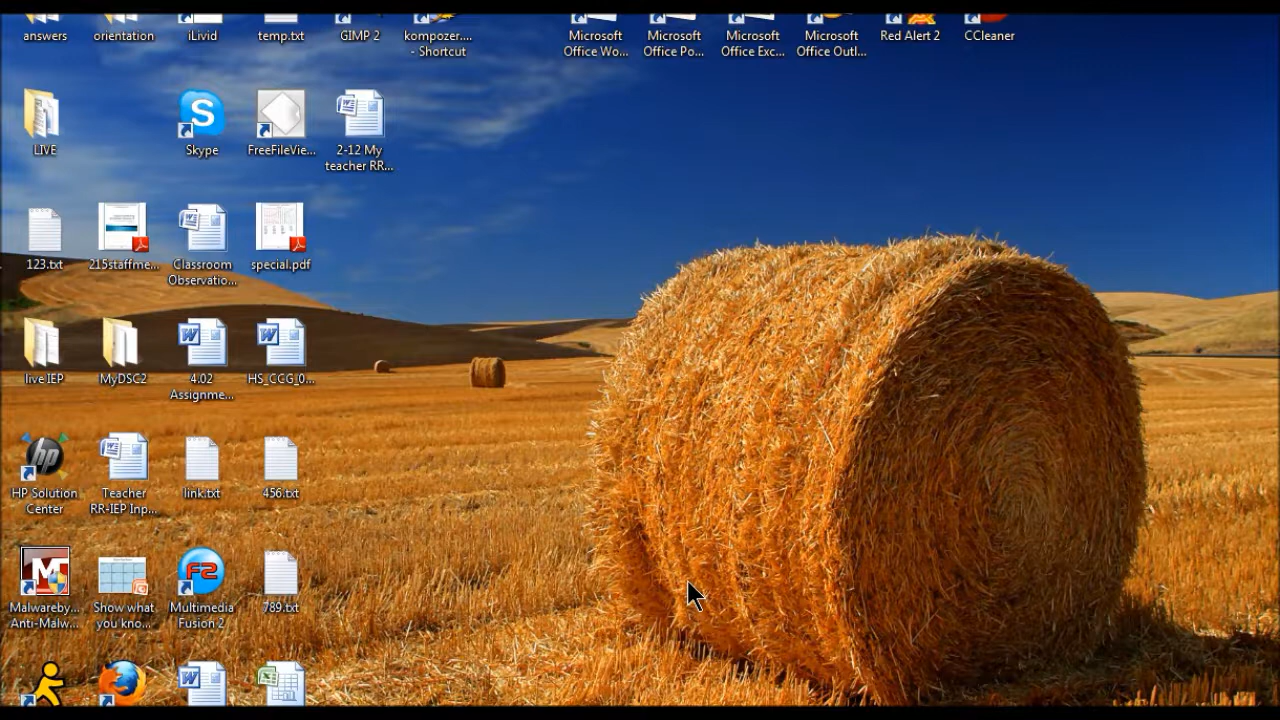 answers
orientation
iLivid
temp.txt
GIMP 2
kompozer....
- Shortcut
Microsoft
Office Wo...
Microsoft
Office Po...
Microsoft
Office Exc...
Microsoft
Office Outl...
Red Alert 2
CCleaner
LIVE
S
Skype
FreeFileVie...
2-12 My
teacher RR...
123.txt
215staffme...
Classroom
Observatio...
special.pdf
live IEP
MyDSC2
4.02
Assignme...
HS_CCG_0...
hp
HP Solution
Center
Teacher
RR-IEP Inp...
link.txt
456.txt
M
Malwareby...
Anti-Malw...
Show what
you kno...
F2
Multimedia
Fusion 2
789.txt